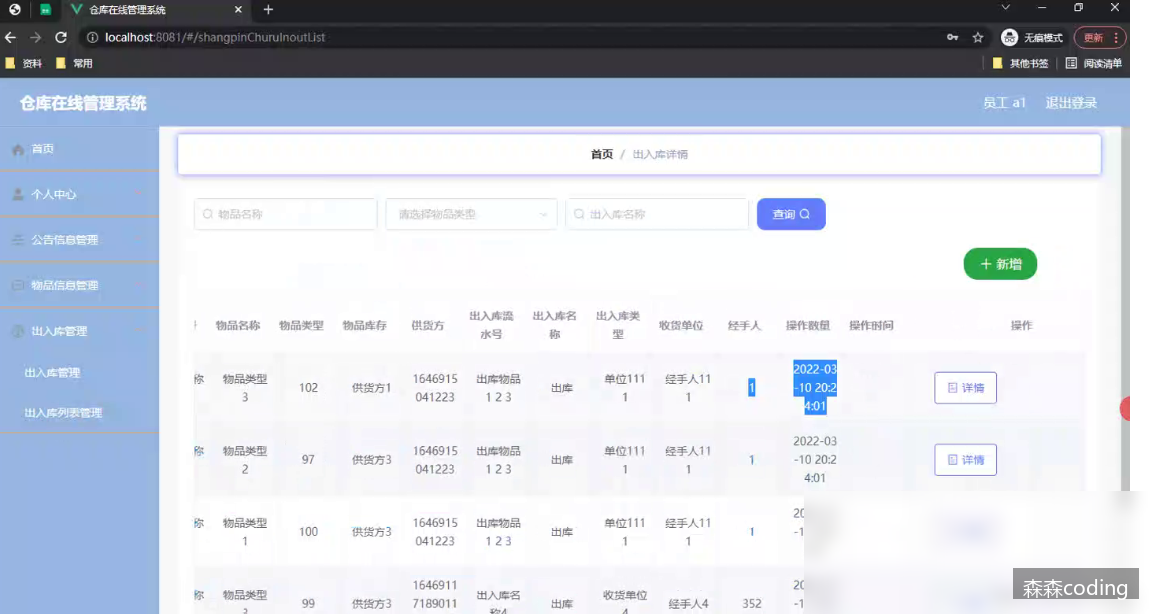 仓库在线管理系统
localhost:8081/#/shangpinChuruInoutList
无痕模式
更新
资料
常用
其他书签
阅读清单
仓库在线管理系统
员工 a1
退出登录
首页
个人中心
公告信息管理
物品信息管理
出入库管理
出入库管理
出入库列表管理
首页 / 出入库详情
物品名称
请选择物品类型
出入库名称
查询
+ 新增
物品名称
物品类型
物品库存
供货方
出入库流
水号
出入库名
称
出入库类
型
收货单位
经手人
操作数量
操作时间
操作
称
物品类型
3
102
供货方1
1646915
041223
出库物品
1 2 3
出库
单位111
1
经手人11
1
1
2022-03
-10 20:2
4:01
详情
称
物品类型
2
97
供货方3
1646915
041223
出库物品
1 2 3
出库
单位111
1
经手人11
1
1
2022-03
-10 20:2
4:01
详情
称
物品类型
1
100
供货方3
1646915
041223
出库物品
1 2 3
出库
单位111
1
经手人11
1
1
20
-1
称
物品类型
99
供货方3
1646911
7189011
出入库名
称4
出库
收货单位
4
经手人4
352
20
-1
森森coding